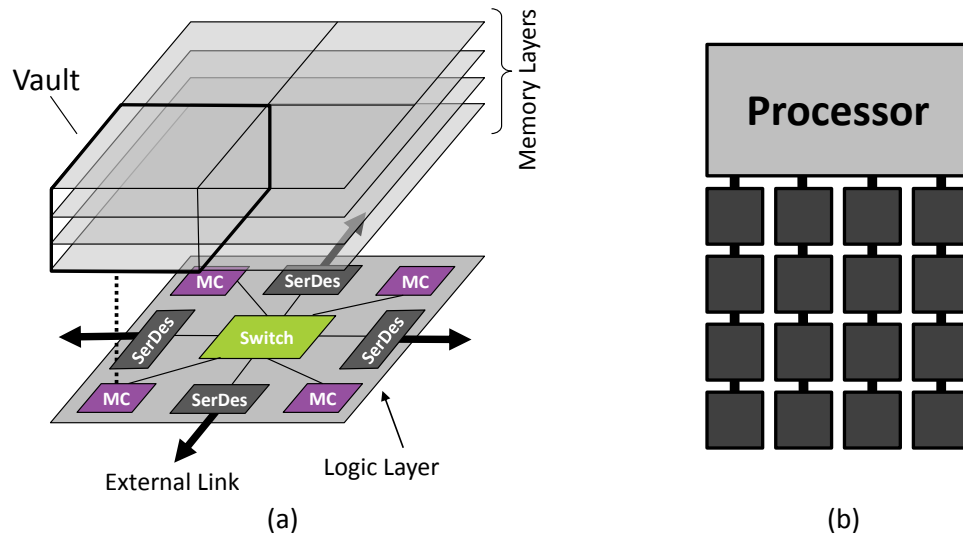 Vault
Memory Layers
Processor
MC
SerDes
MC
SerDes
Switch
SerDes
MC
SerDes
MC
External Link
Logic Layer
(a)
(b)